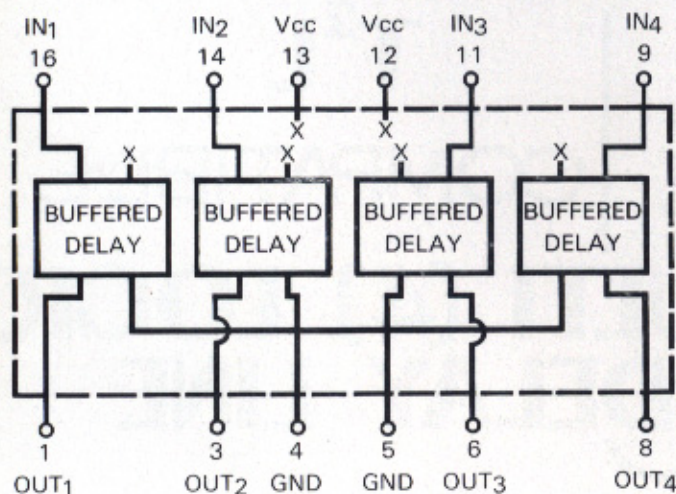 IN1 IN2 Vcc Vcc IN3 IN4
16 14 13 12 11 9
X X
X X X X
BUFFERED DELAY BUFFERED DELAY BUFFERED DELAY BUFFERED DELAY
1 3 4 5 6 8
OUT1 OUT2 GND GND OUT3 OUT4